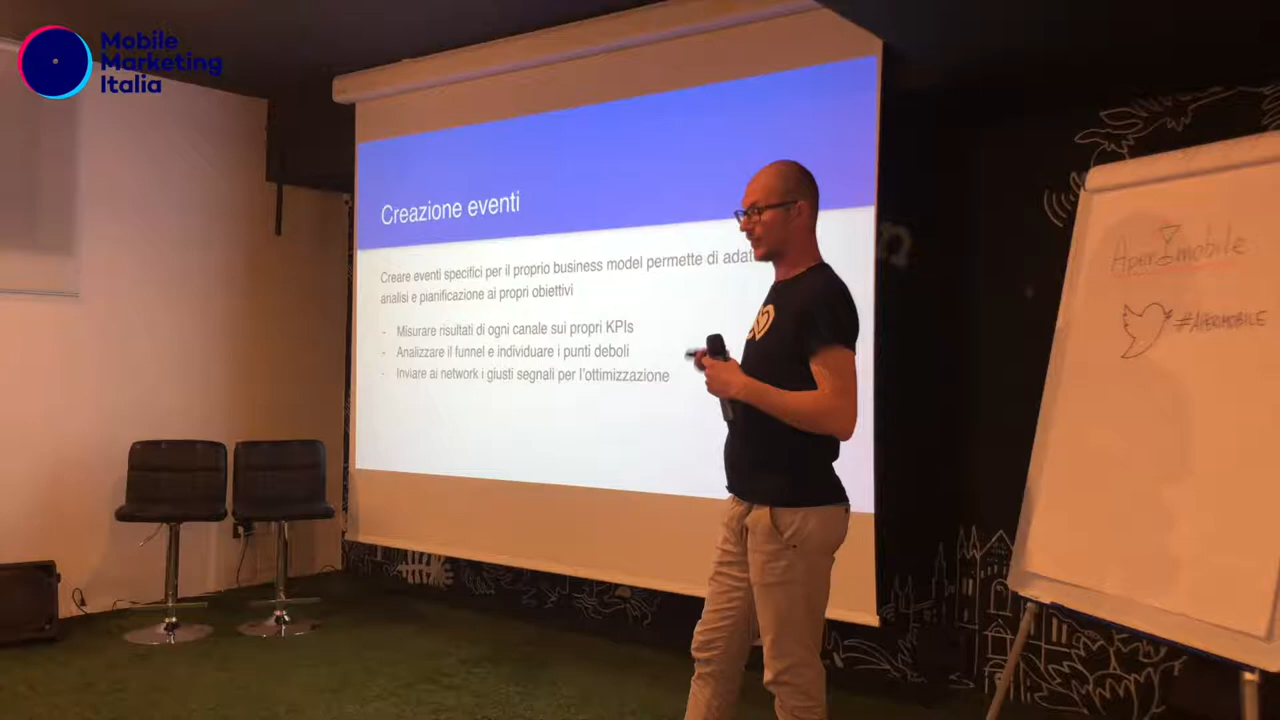 Mobile
Marketing
Italia
Creazione eventi
Creare eventi specifici per il proprio business model permette di
analisi e pianificazione ai propri obiettivi
- Misurare risultati di ogni canale sui propri KPIs
- Analizzare il funnel e individuare i punti deboli
- Inviare ai network i giusti segnali per l'ottimizzazione
Aperimobile
#APERIMOBILE